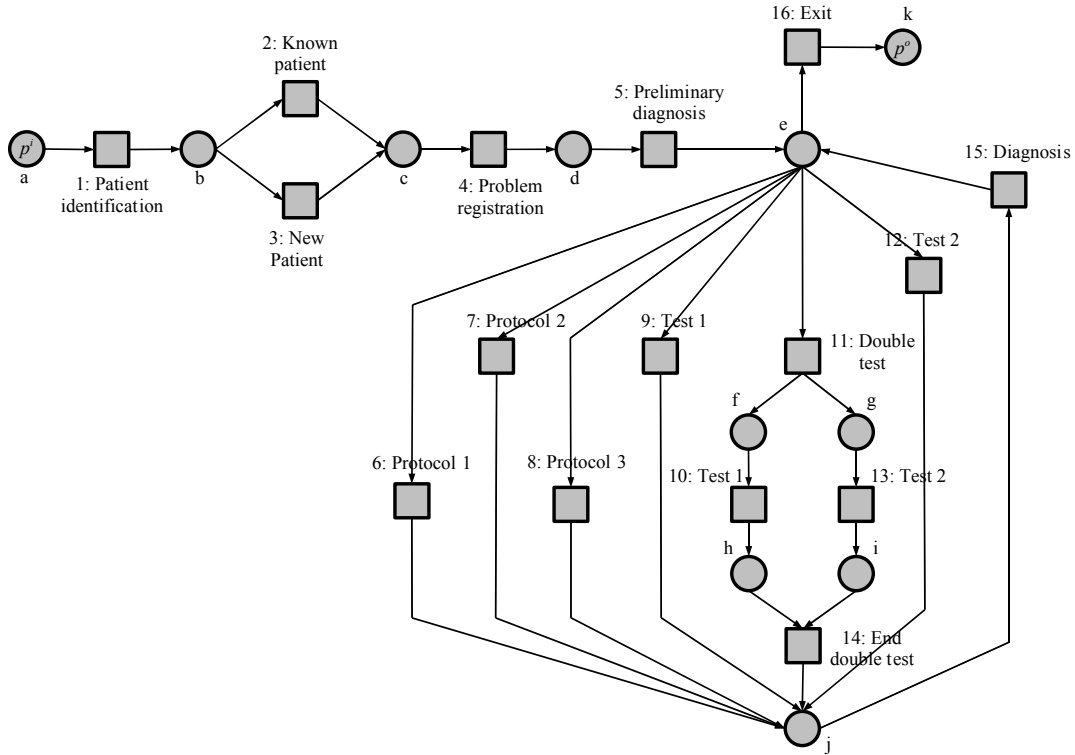 16: Exit
k
p^o
2: Known
patient
5: Preliminary
diagnosis
e
p^i
a
1: Patient
identification
b
c
4: Problem
registration
d
15: Diagnosis
3: New
Patient
12: Test 2
7: Protocol 2
9: Test 1
11: Double
test
f
g
6: Protocol 1
8: Protocol 3
10: Test 1
13: Test 2
h
i
14: End
double test
j